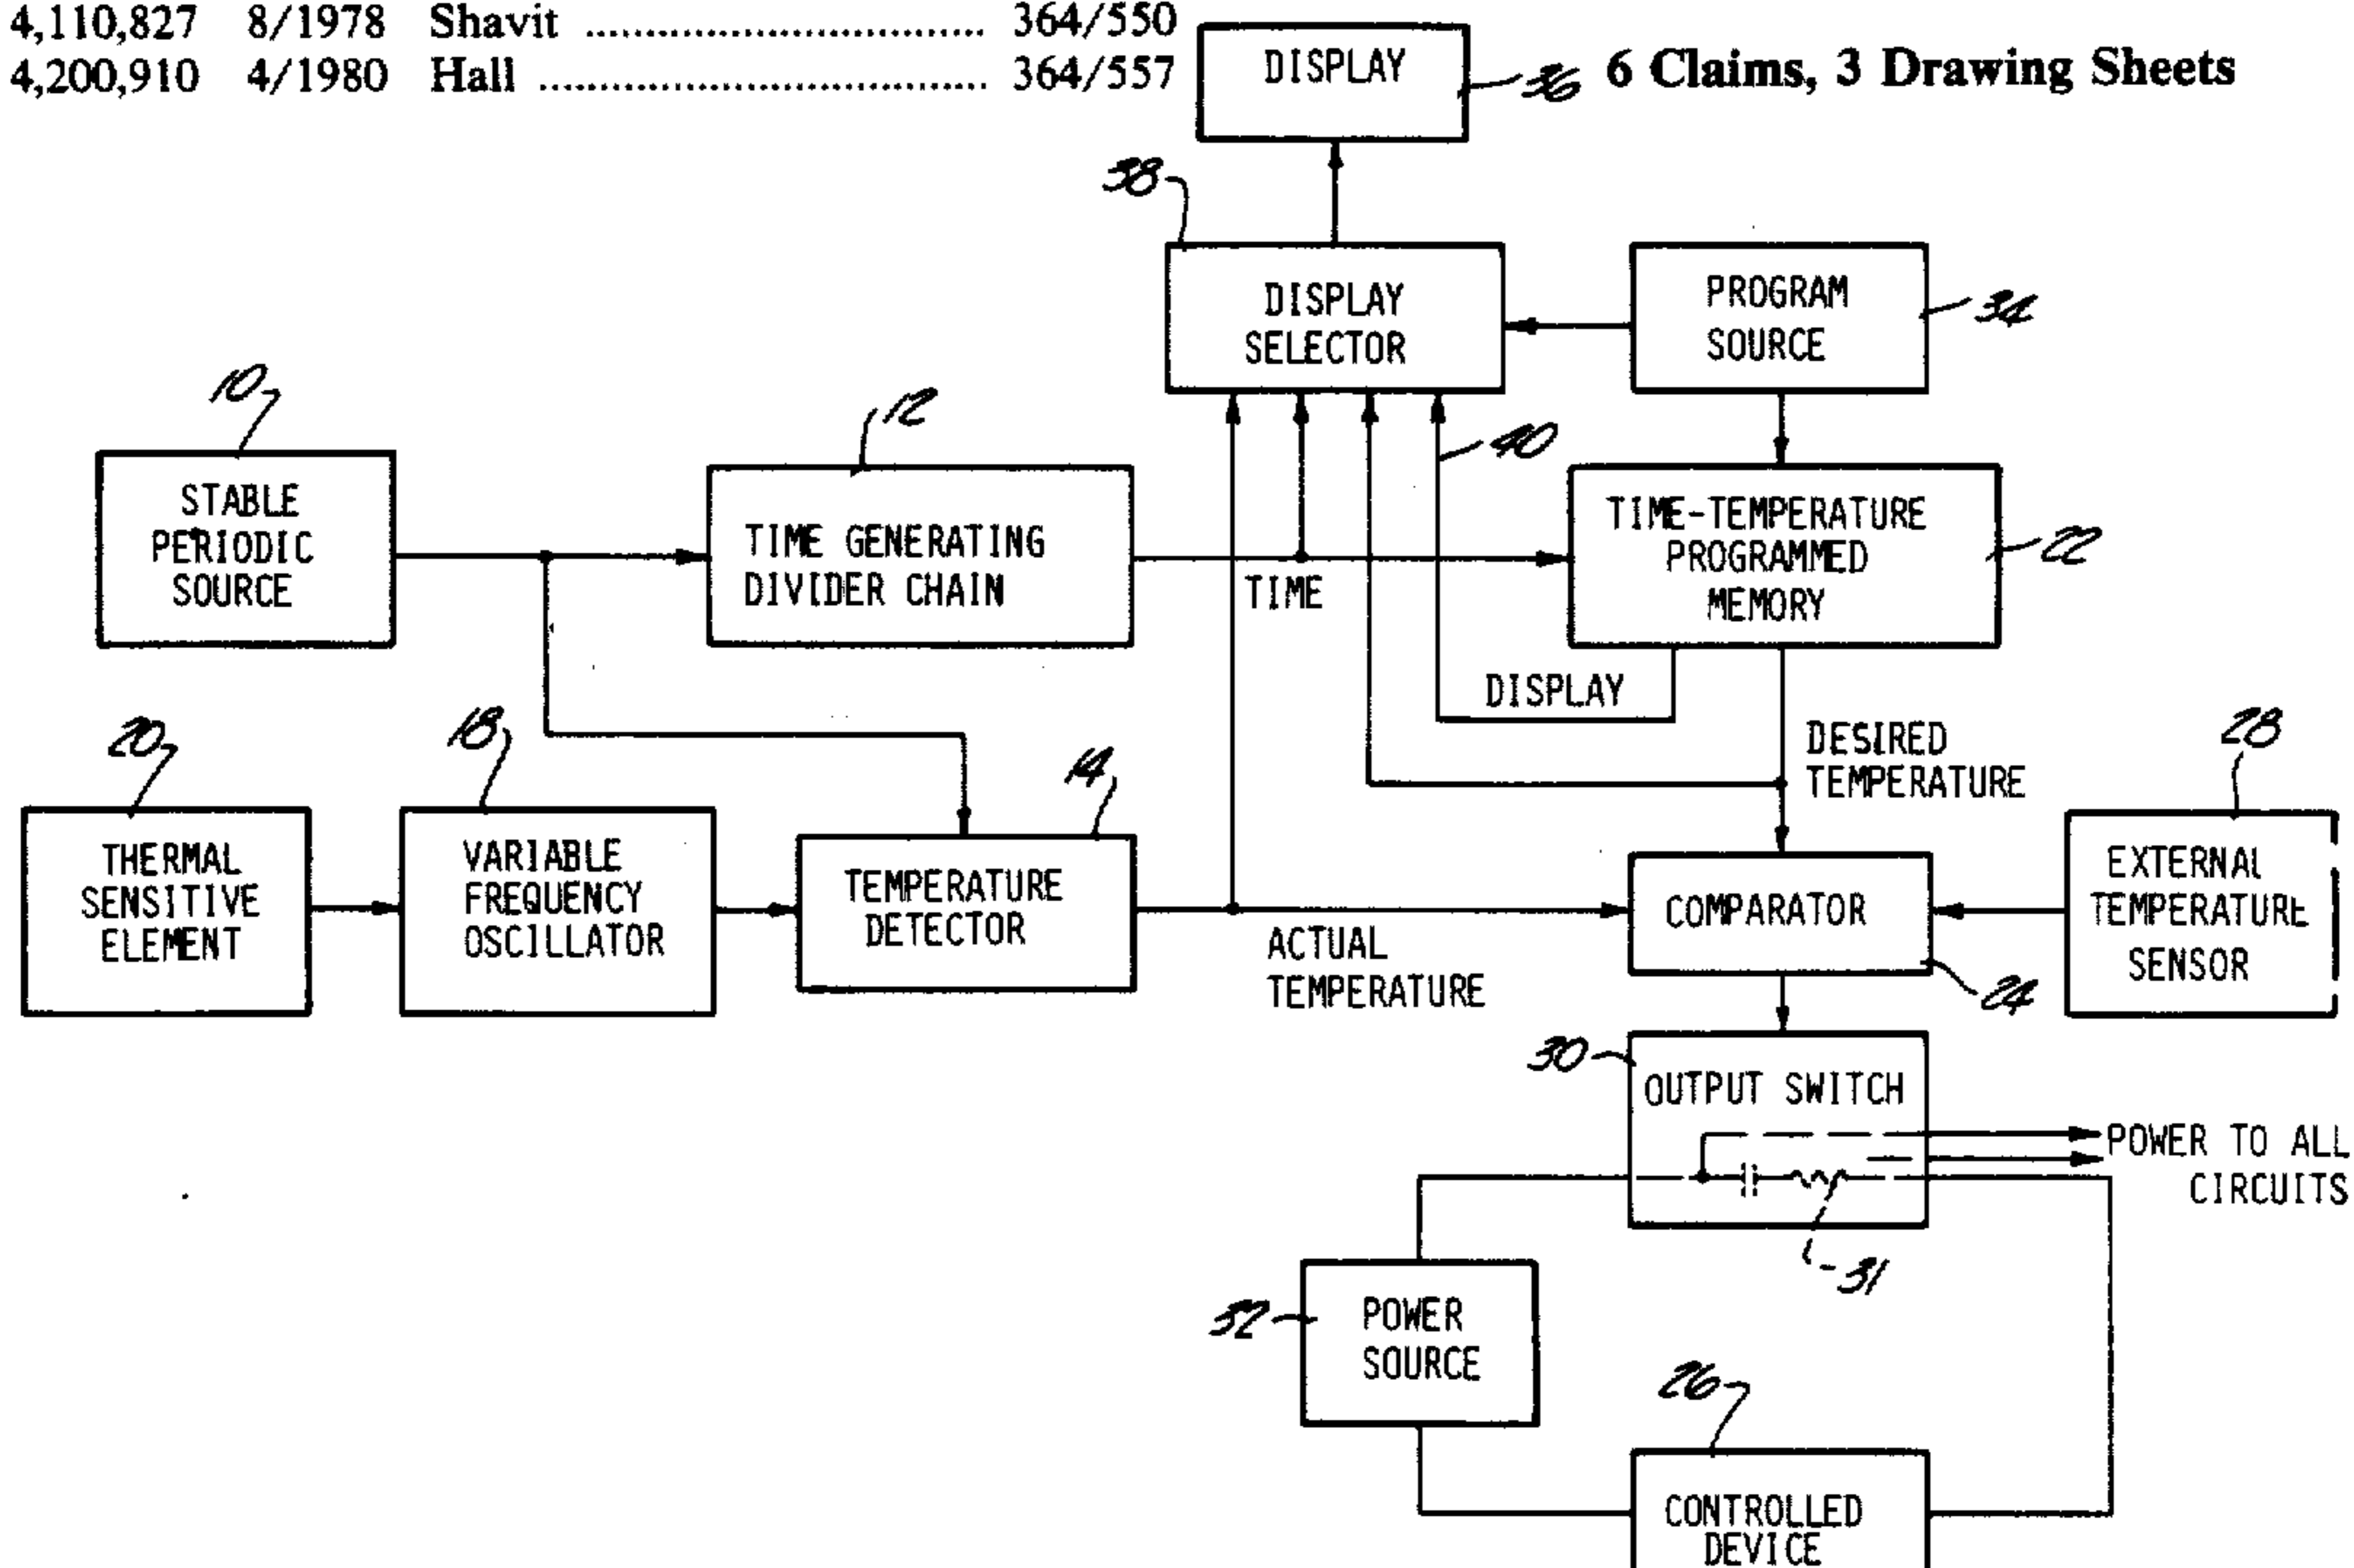 4,110,827 8/1978 Shavit .............................. 364/550
4,200,910 4/1980 Hall .................................. 364/557
6 Claims, 3 Drawing Sheets
DISPLAY
36
38
DISPLAY
SELECTOR
PROGRAM
SOURCE
34
10
STABLE
PERIODIC
SOURCE
12
TIME GENERATING
DIVIDER CHAIN
TIME
40
TIME-TEMPERATURE
PROGRAMMED
MEMORY
22
DISPLAY
DESIRED
TEMPERATURE
20
THERMAL
SENSITIVE
ELEMENT
18
VARIABLE
FREQUENCY
OSCILLATOR
14
TEMPERATURE
DETECTOR
ACTUAL
TEMPERATURE
COMPARATOR
24
28
EXTERNAL
TEMPERATURE
SENSOR
30
OUTPUT SWITCH
POWER TO ALL
CIRCUITS
31
32
POWER
SOURCE
26
CONTROLLED
DEVICE